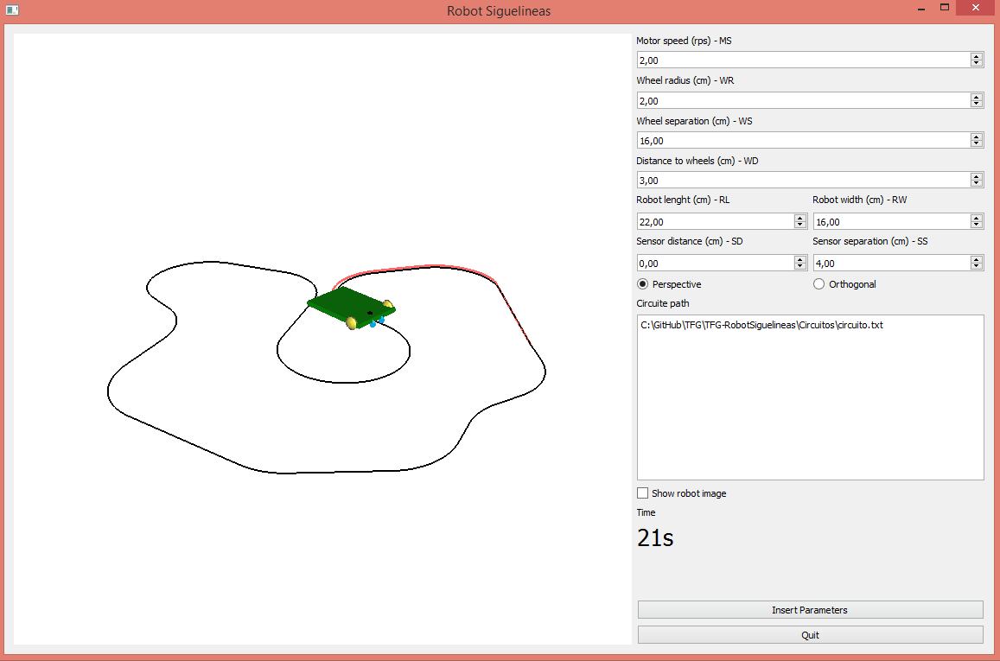 Robot Siguelineas
Motor speed (rps) - MS
2,00
Wheel radius (cm) - WR
2,00
Wheel separation (cm) - WS
16,00
Distance to wheels (cm) - WD
3,00
Robot lenght (cm) - RL
Robot width (cm) - RW
22,00
16,00
Sensor distance (cm) - SD
Sensor separation (cm) - SS
0,00
4,00
Perspective
Orthogonal
Circuite path
C:\GitHub\TFG\TFG-RobotSiguelineas\Circuitos\circuito.txt
Show robot image
Time
21s
Insert Parameters
Quit